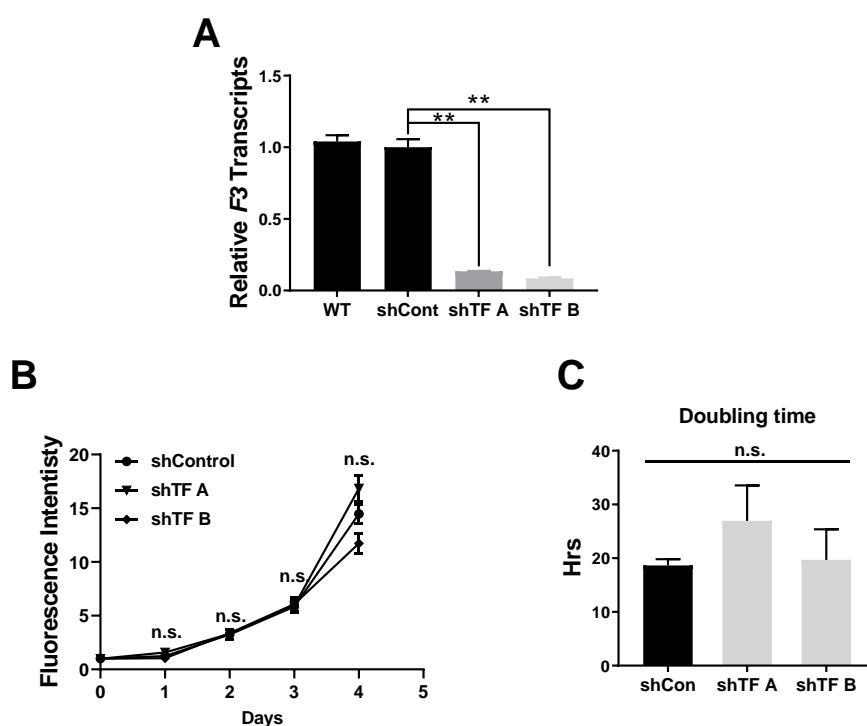 A
Relative F3 Transcripts
1.5
1.0
0.5
0.0
**
**
WT shCont shTF A shTF B
B
Fluorescence Intentisty
20
15
10
5
0
shControl
shTF A
shTF B
n.s.
n.s.
n.s.
n.s.
0 1 2 3 4 5
Days
C
Doubling time
n.s.
Hrs
40
30
20
10
0
shCon shTF A shTF B